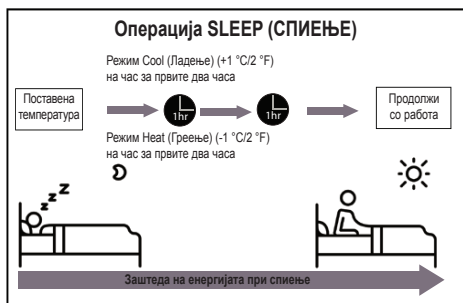 Операција SLEEP (СПИЕЊЕ)
Режим Cool (Ладење) (+1 °C/2 °F)
на час за првите два часа
Поставена
температура
1hr
1hr
Продолжи
со работа
Режим Heat (Греење) (-1 °C/2 °F)
на час за првите два часа
z z z z
Заштеда на енергијата при спиење